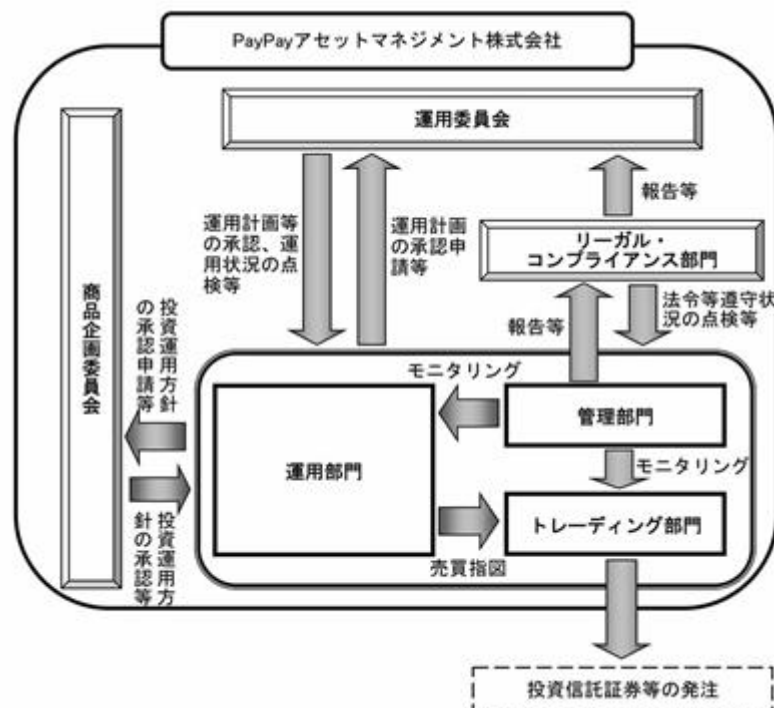 PayPayアセットマネジメント株式会社
運用委員会
運用計画等
の承認、運
用状況の点
検等
運用計画
の承認申
請等
報告等
リーガル・
コンプライアンス部門
報告等
法令等遵守状
況の点検等
商品企画委員会
投資運用方針
の承認申請等
投資運用方
針の承認等
モニタリング
管理部門
運用部門
モニタリング
トレーディング部門
売買指図
投資信託証券等の発注